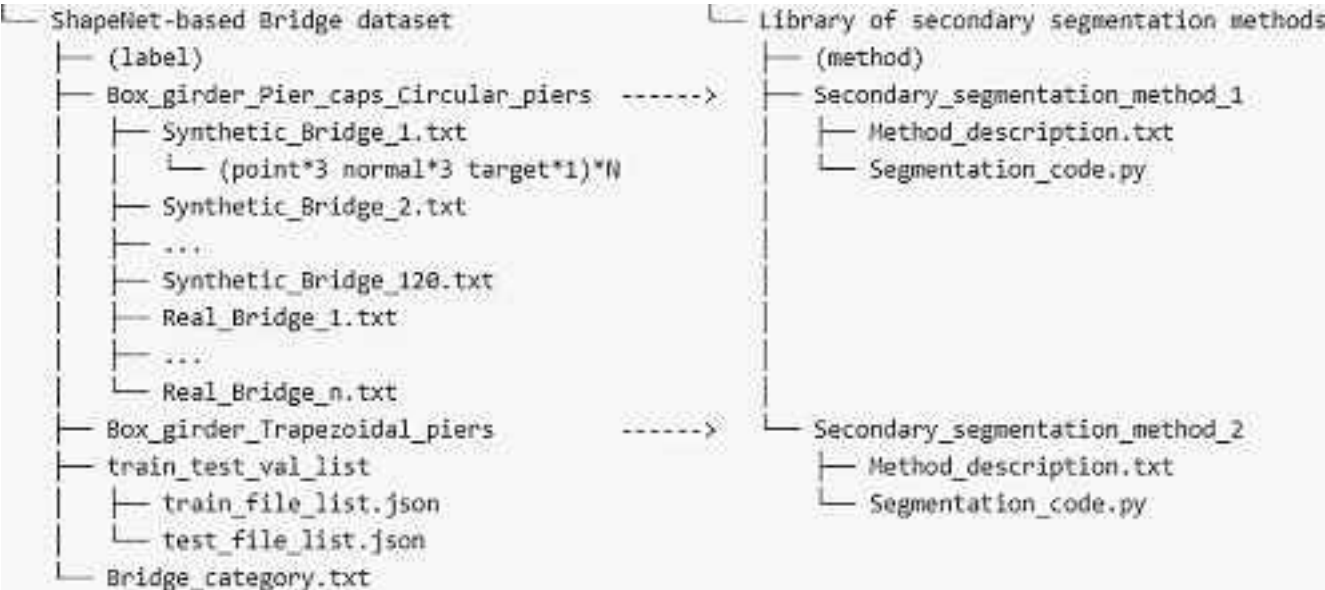 └── ShapeNet-based Bridge dataset
├── (label)
├── Box_girder_Pier_caps_Circular_piers ------>
│ ├── Synthetic_Bridge_1.txt
│ │ └── (point*3 normal*3 target*1)*N
│ ├── Synthetic_Bridge_2.txt
│ ├── ...
│ ├── Synthetic_Bridge_120.txt
│ ├── Real_Bridge_1.txt
│ ├── ...
│ └── Real_Bridge_n.txt
├── Box_girder_Trapezoidal_piers ------>
├── train_test_val_list
│ ├── train_file_list.json
│ └── test_file_list.json
└── Bridge_category.txt
└── Library of secondary segmentation methods
├── (method)
├── Secondary_segmentation_method_1
│ ├── Method_description.txt
│ └── Segmentation_code.py
└── Secondary_segmentation_method_2
├── Method_description.txt
└── Segmentation_code.py